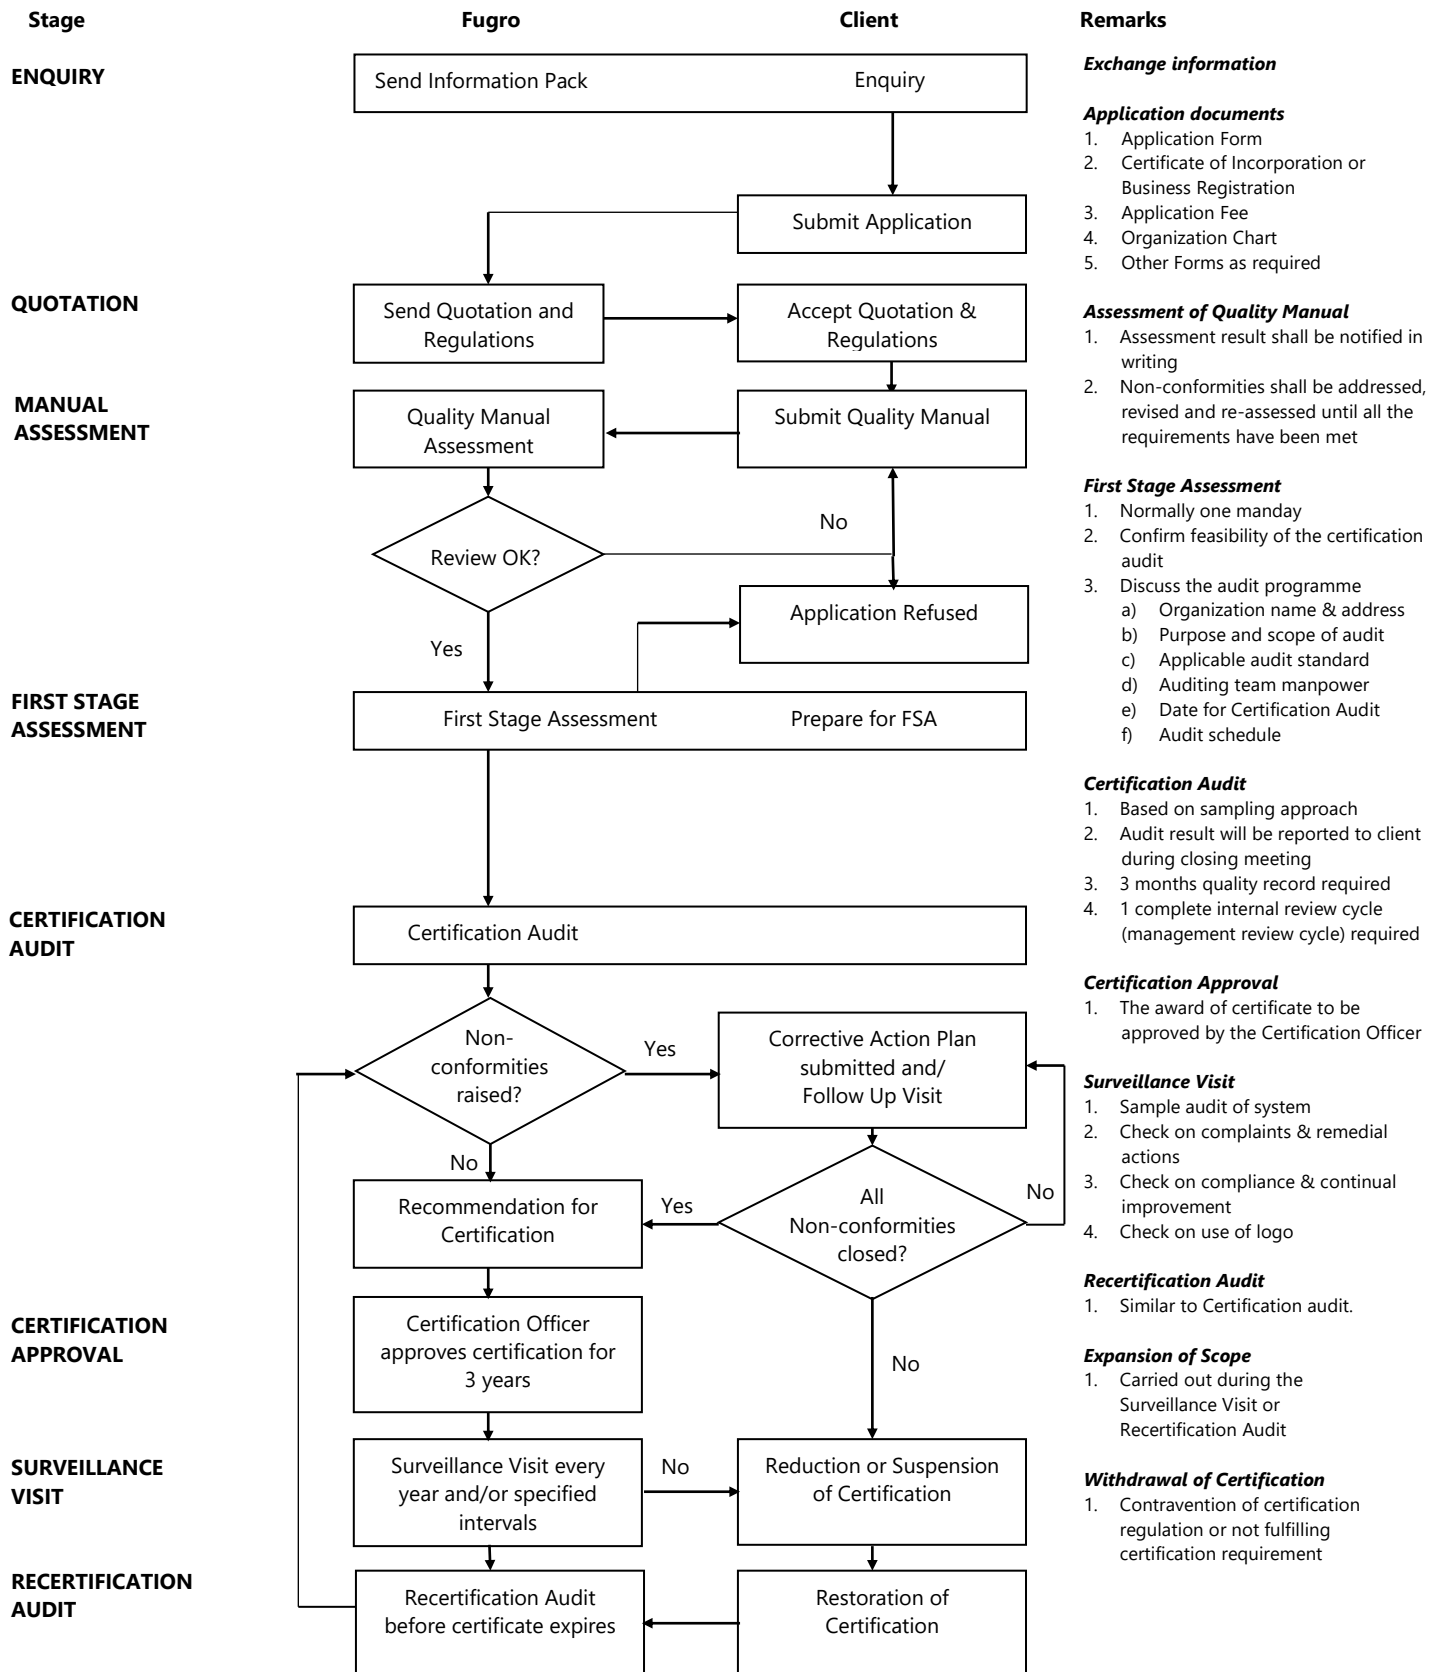 Stage Fugro Client Remarks
ENQUIRY
Send Information Pack Enquiry
Submit Application
QUOTATION
Send Quotation and
Regulations
Accept Quotation &
Regulations
MANUAL
ASSESSMENT
Quality Manual
Assessment
Submit Quality Manual
Review OK?
No
Application Refused
Yes
FIRST STAGE
ASSESSMENT
First Stage Assessment Prepare for FSA
CERTIFICATION
AUDIT
Certification Audit
Non-
conformities
raised?
Yes
Corrective Action Plan
submitted and/
Follow Up Visit
No
Recommendation for
Certification
Yes
All
Non-conformities
closed?
No
CERTIFICATION
APPROVAL
Certification Officer
approves certification for
3 years
No
SURVEILLANCE
VISIT
Surveillance Visit every
year and/or specified
intervals
No
Reduction or Suspension
of Certification
RECERTIFICATION
AUDIT
Recertification Audit
before certificate expires
Restoration of
Certification
Exchange information
Application documents
1. Application Form
2. Certificate of Incorporation or
Business Registration
3. Application Fee
4. Organization Chart
5. Other Forms as required
Assessment of Quality Manual
1. Assessment result shall be notified in
writing
2. Non-conformities shall be addressed,
revised and re-assessed until all the
requirements have been met
First Stage Assessment
1. Normally one manday
2. Confirm feasibility of the certification
audit
3. Discuss the audit programme
a) Organization name & address
b) Purpose and scope of audit
c) Applicable audit standard
d) Auditing team manpower
e) Date for Certification Audit
f) Audit schedule
Certification Audit
1. Based on sampling approach
2. Audit result will be reported to client
during closing meeting
3. 3 months quality record required
4. 1 complete internal review cycle
(management review cycle) required
Certification Approval
1. The award of certificate to be
approved by the Certification Officer
Surveillance Visit
1. Sample audit of system
2. Check on complaints & remedial
actions
3. Check on compliance & continual
improvement
4. Check on use of logo
Recertification Audit
1. Similar to Certification audit.
Expansion of Scope
1. Carried out during the
Surveillance Visit or
Recertification Audit
Withdrawal of Certification
1. Contravention of certification
regulation or not fulfilling
certification requirement